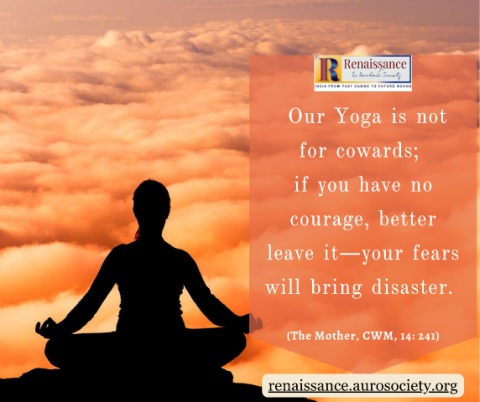 Renaissance
Sri Aurobindo Society
INDIA FROM PAST DAWNS TO FUTURE NOONS
Our Yoga is not
for cowards;
if you have no
courage, better
leave it—your fears
will bring disaster.
(The Mother, CWM, 14: 241)
renaissance.aurosociety.org